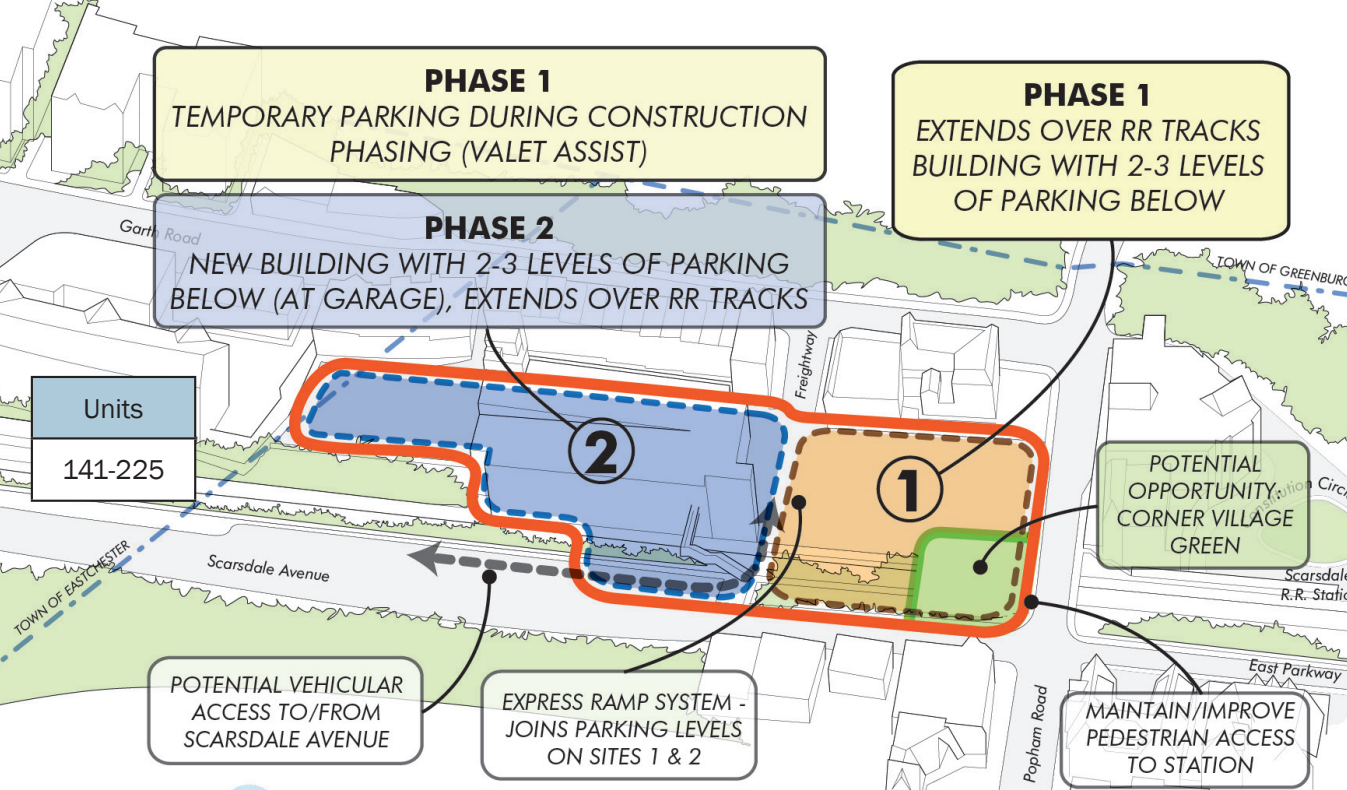 PHASE 1
TEMPORARY PARKING DURING CONSTRUCTION
PHASING (VALET ASSIST)
PHASE 1
EXTENDS OVER RR TRACKS
BUILDING WITH 2-3 LEVELS
OF PARKING BELOW
PHASE 2
NEW BUILDING WITH 2-3 LEVELS OF PARKING
BELOW (AT GARAGE), EXTENDS OVER RR TRACKS
Garth Road
TOWN OF GREENBURG
Freightway
Units
141-225
2
1
POTENTIAL
OPPORTUNITY:
CORNER VILLAGE
GREEN
Scarsdale Avenue
TOWN OF EASTCHESTER
Scarsdale
R.R. Statio
East Parkway
Popham Road
POTENTIAL VEHICULAR
ACCESS TO/FROM
SCARSDALE AVENUE
EXPRESS RAMP SYSTEM -
JOINS PARKING LEVELS
ON SITES 1 & 2
MAINTAIN/IMPROVE
PEDESTRIAN ACCESS
TO STATION